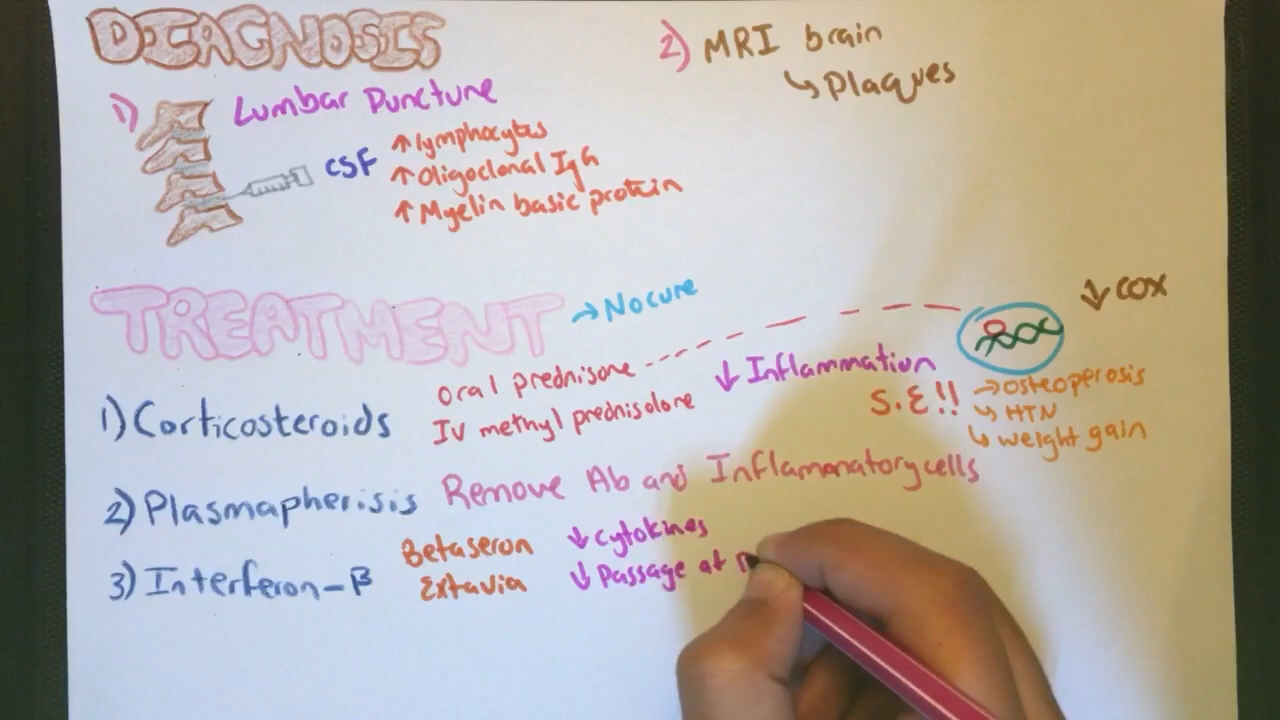 DIAGNOSIS
1) Lumbar Puncture
CSF
↑ lymphocytes
↑ Oligoclonal IgG
↑ Myelin basic protein
2) MRI brain
↳ Plaques
TREATMENT → No cure
1) Corticosteroids
Oral prednisone
IV methyl prednisolone
↓ Inflammation
↓ COX
S.E!! → osteoperosis
↳ HTN
↳ weight gain
2) Plasmapherisis Remove Ab and Inflammatory cells
3) Interferon-β
Betaseron
Extavia
↓ cytokines
↓ Passage at